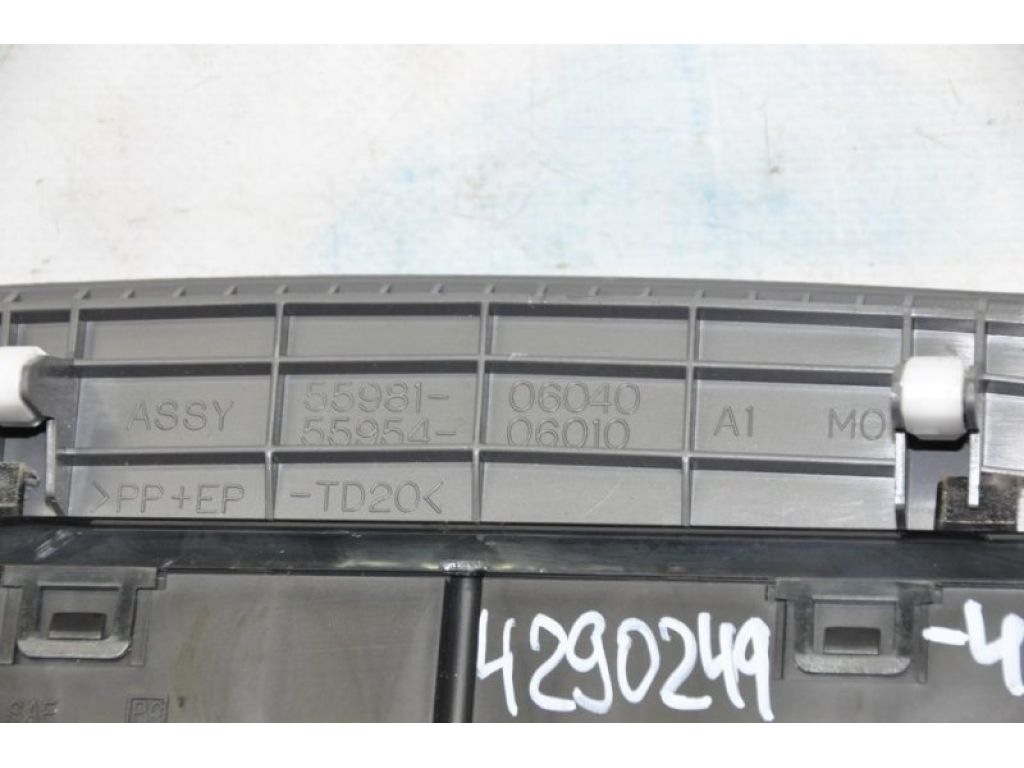 ASSY 55981-06040 A1 MO
55954-06010
>PP+EP-TD20<
4290249 -4